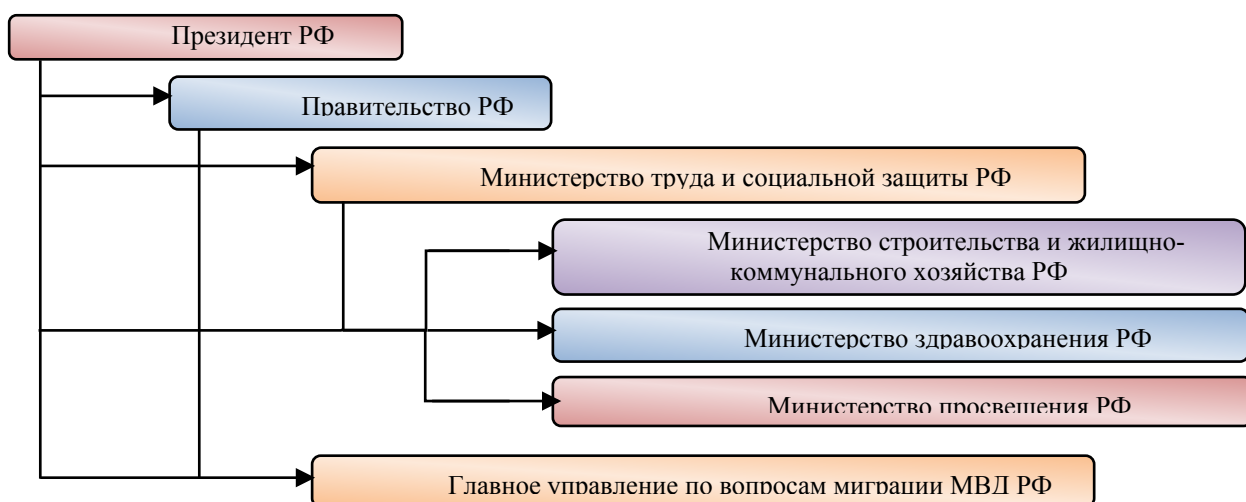 Президент РФ
Правительство РФ
Министерство труда и социальной защиты РФ
Министерство строительства и жилищно-
коммунального хозяйства РФ
Министерство здравоохранения РФ
Министерство просвещения РФ
Главное управление по вопросам миграции МВД РФ